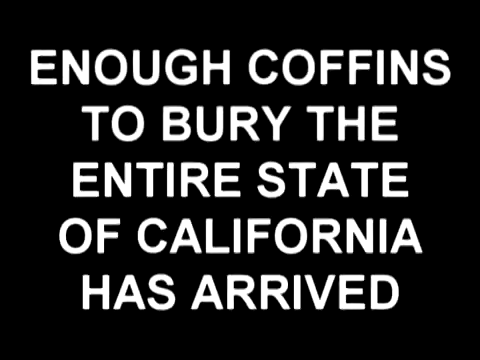 ENOUGH COFFINS
TO BURY THE
ENTIRE STATE
OF CALIFORNIA
HAS ARRIVED